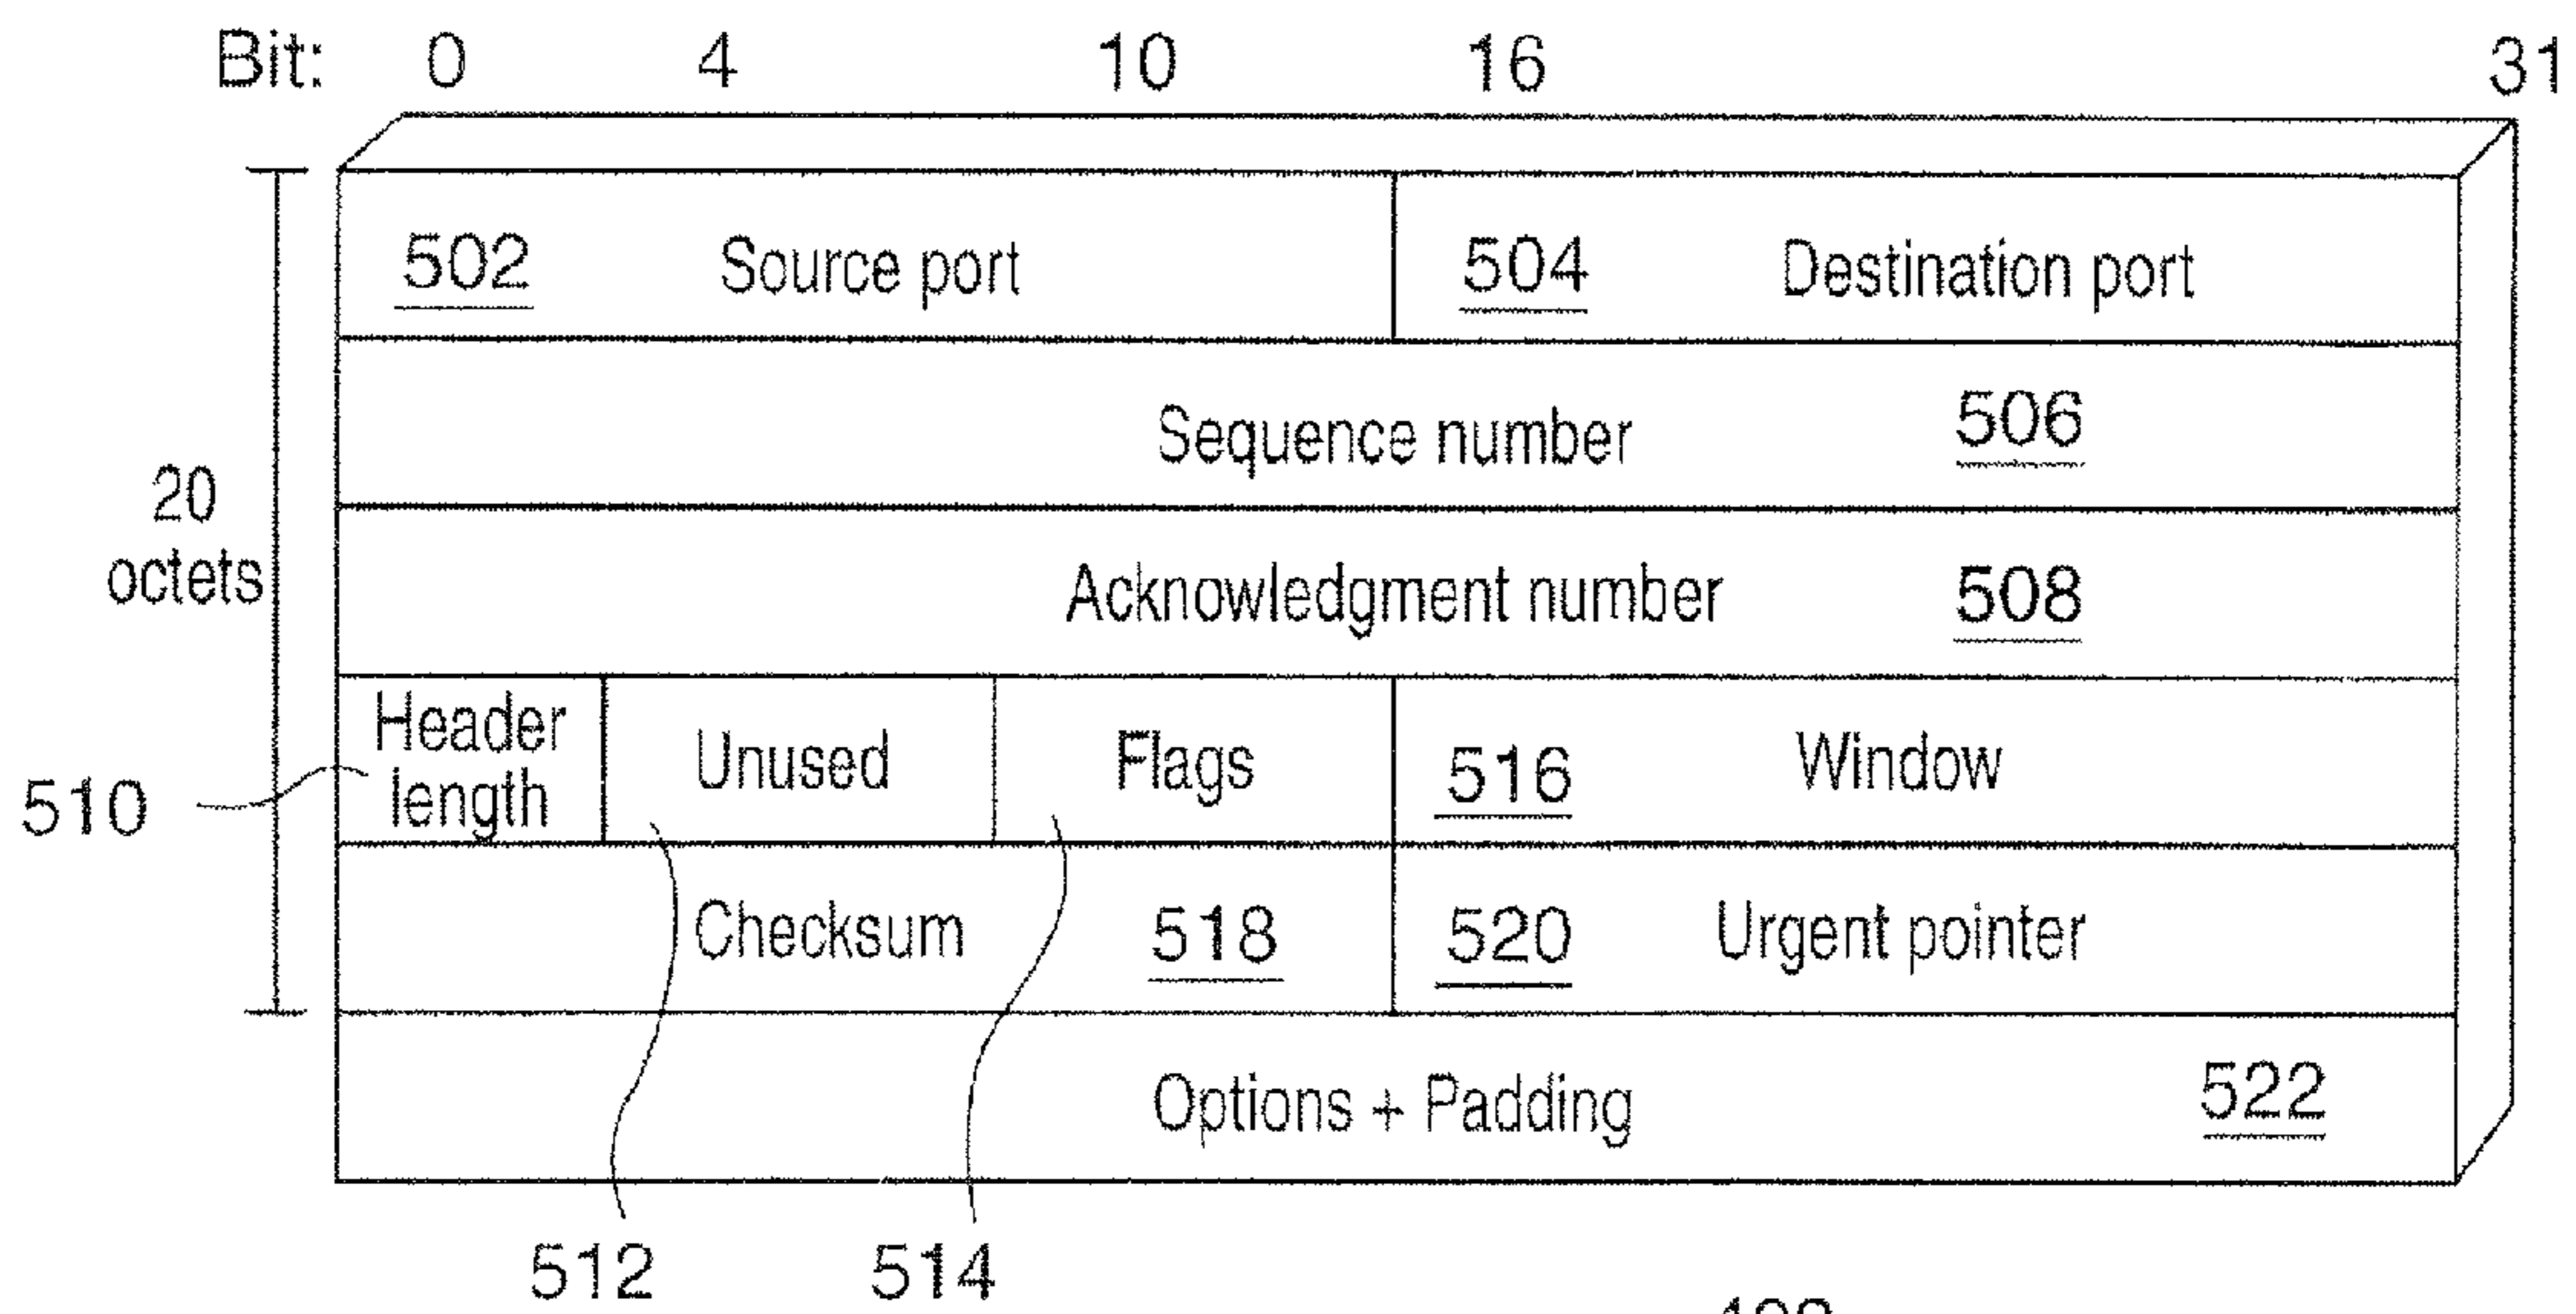 Bit: 0 4 10 16 31
502 Source port 504 Destination port
Sequence number 506
20
octets
Acknowledgment number 508
Header
length
Unused Flags 516 Window
510
Checksum 518 520 Urgent pointer
Options + Padding 522
512 514